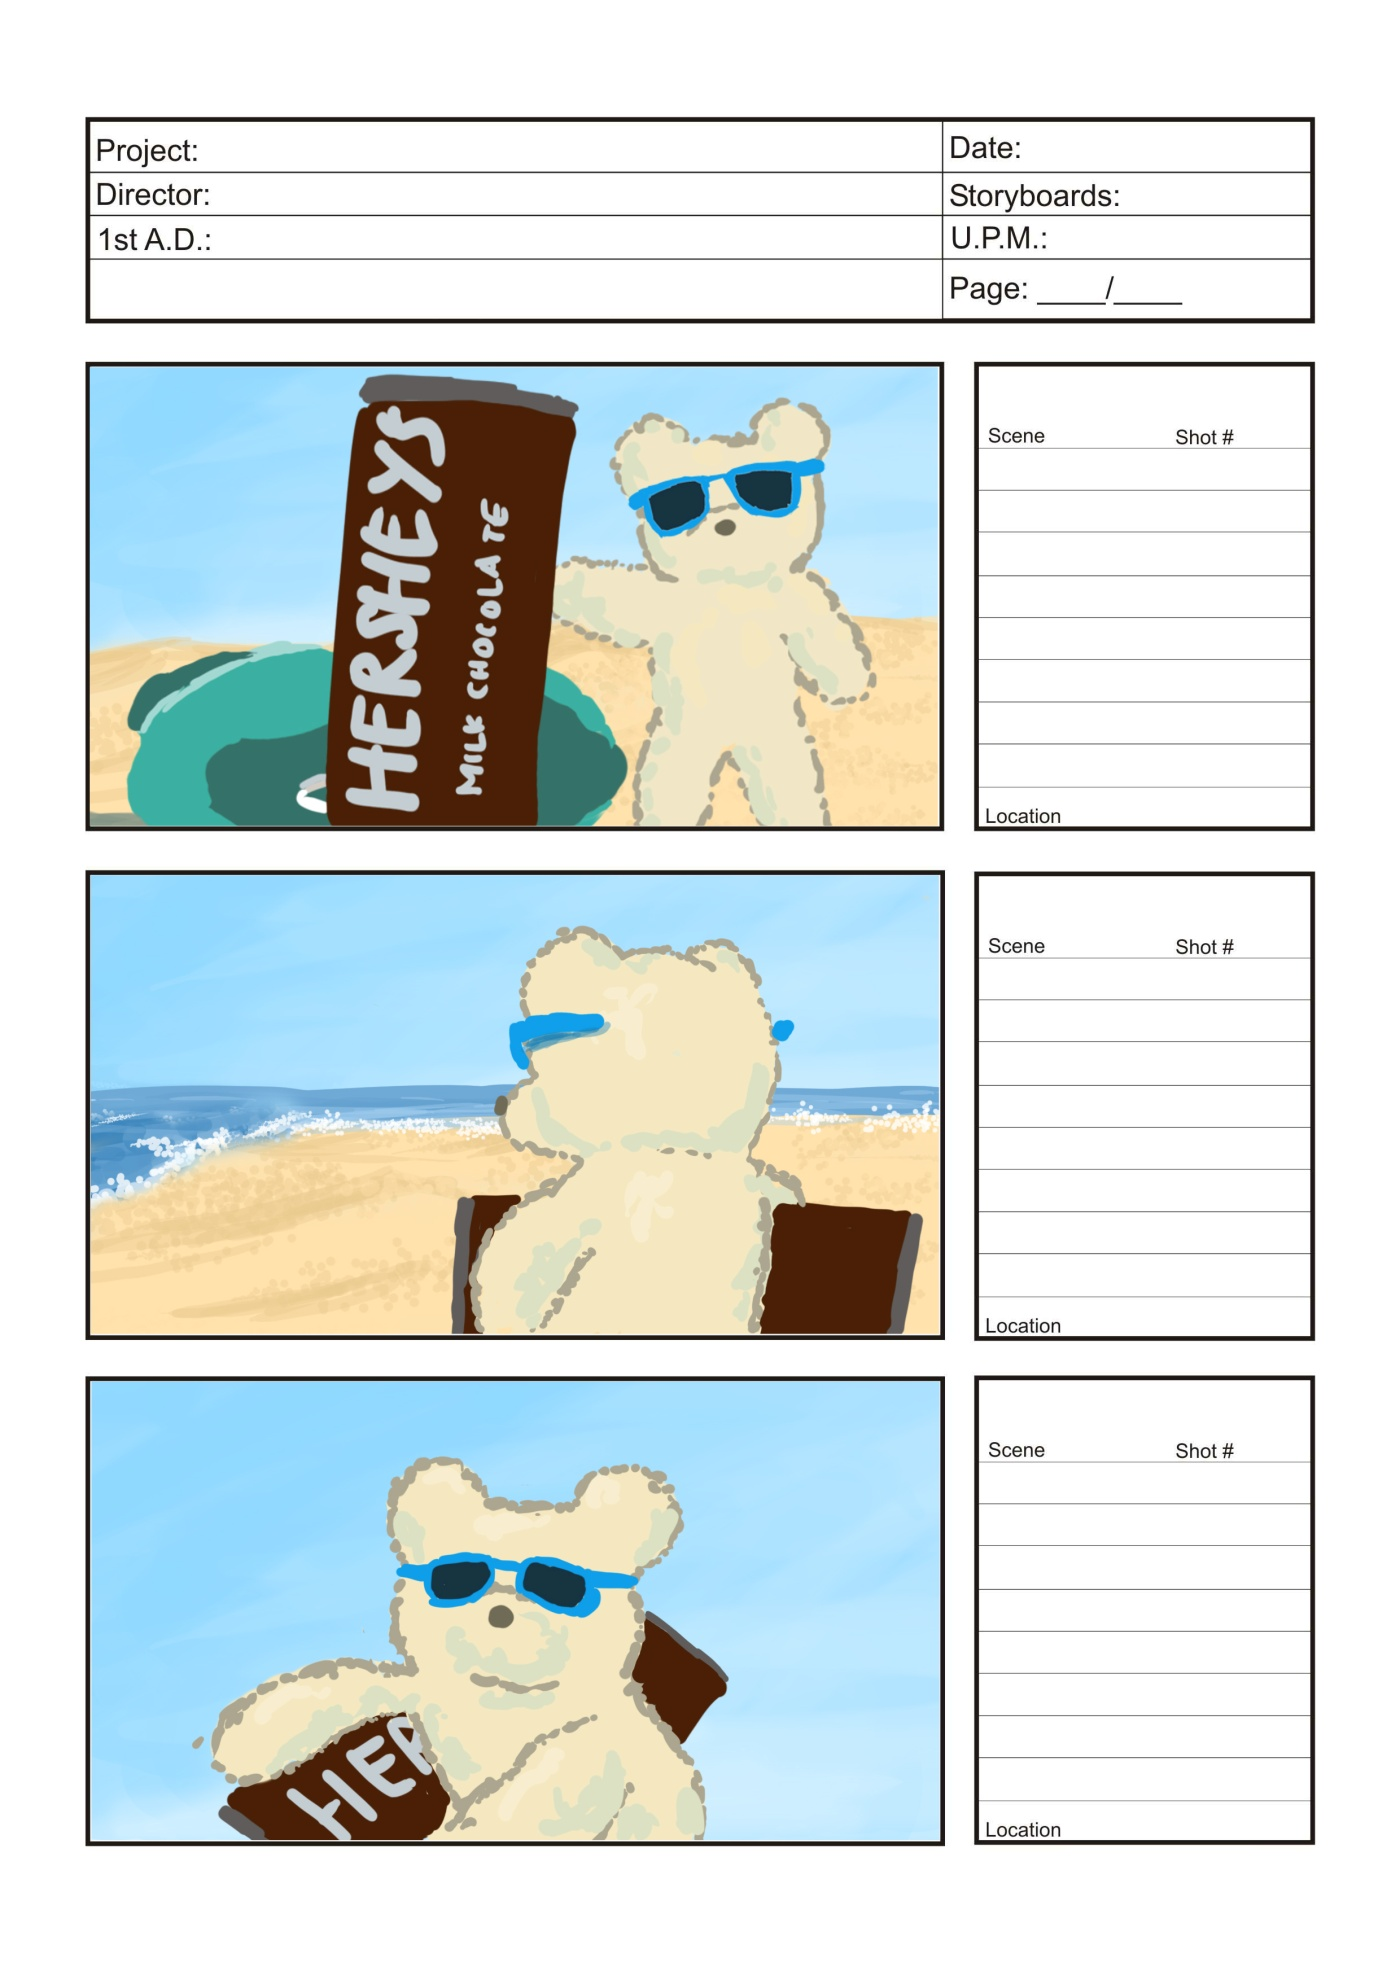 Project:
Date:
Director:
Storyboards:
1st A.D.:
U.P.M.:
Page: ____/____
HERSHEYS
MILK CHOCOLATE
Scene
Shot #
Location
Scene
Shot #
Location
HER
Scene
Shot #
Location